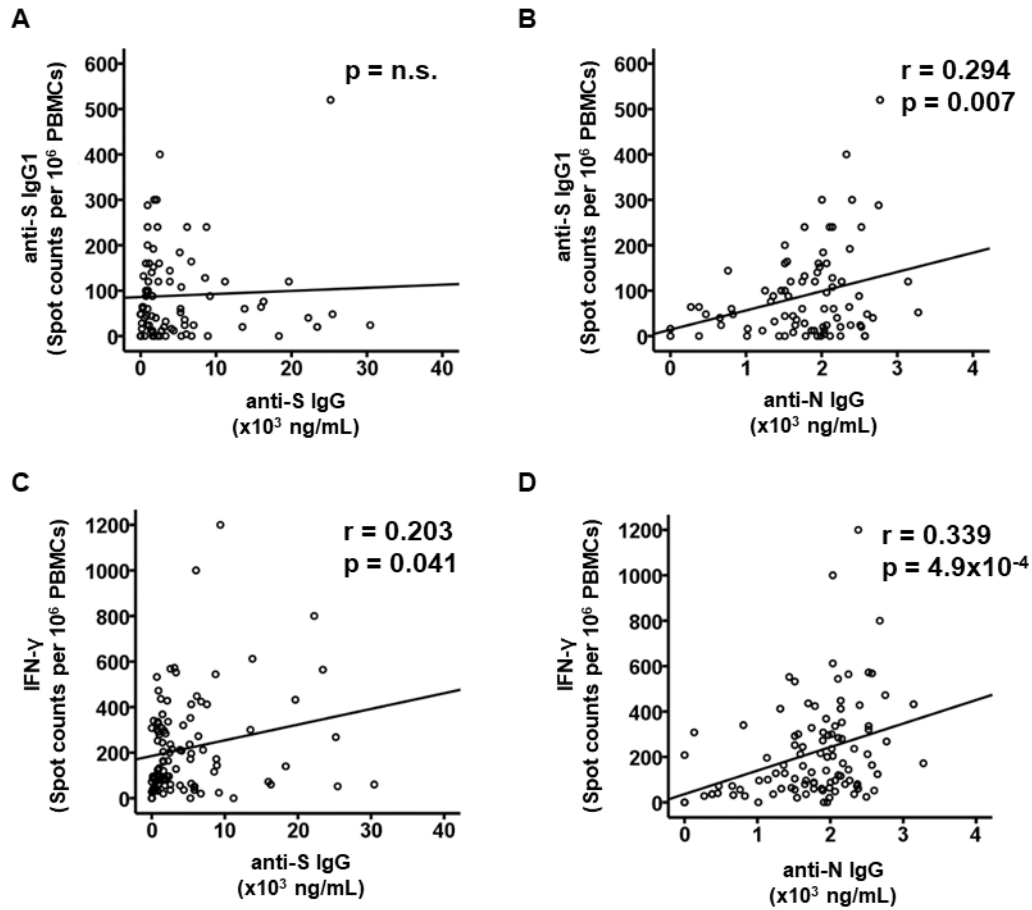 A
p = n.s.
600
500
400
300
200
100
0
anti-S IgG1
(Spot counts per 10⁶ PBMCs)
0 10 20 30 40
anti-S IgG
(x10³ ng/mL)
B
r = 0.294
p = 0.007
600
500
400
300
200
100
0
anti-S IgG1
(Spot counts per 10⁶ PBMCs)
0 1 2 3 4
anti-N IgG
(x10³ ng/mL)
C
r = 0.203
p = 0.041
1200
1000
800
600
400
200
0
IFN-γ
(Spot counts per 10⁶ PBMCs)
0 10 20 30 40
anti-S IgG
(x10³ ng/mL)
D
r = 0.339
p = 4.9x10⁻⁴
1200
1000
800
600
400
200
0
IFN-γ
(Spot counts per 10⁶ PBMCs)
0 1 2 3 4
anti-N IgG
(x10³ ng/mL)